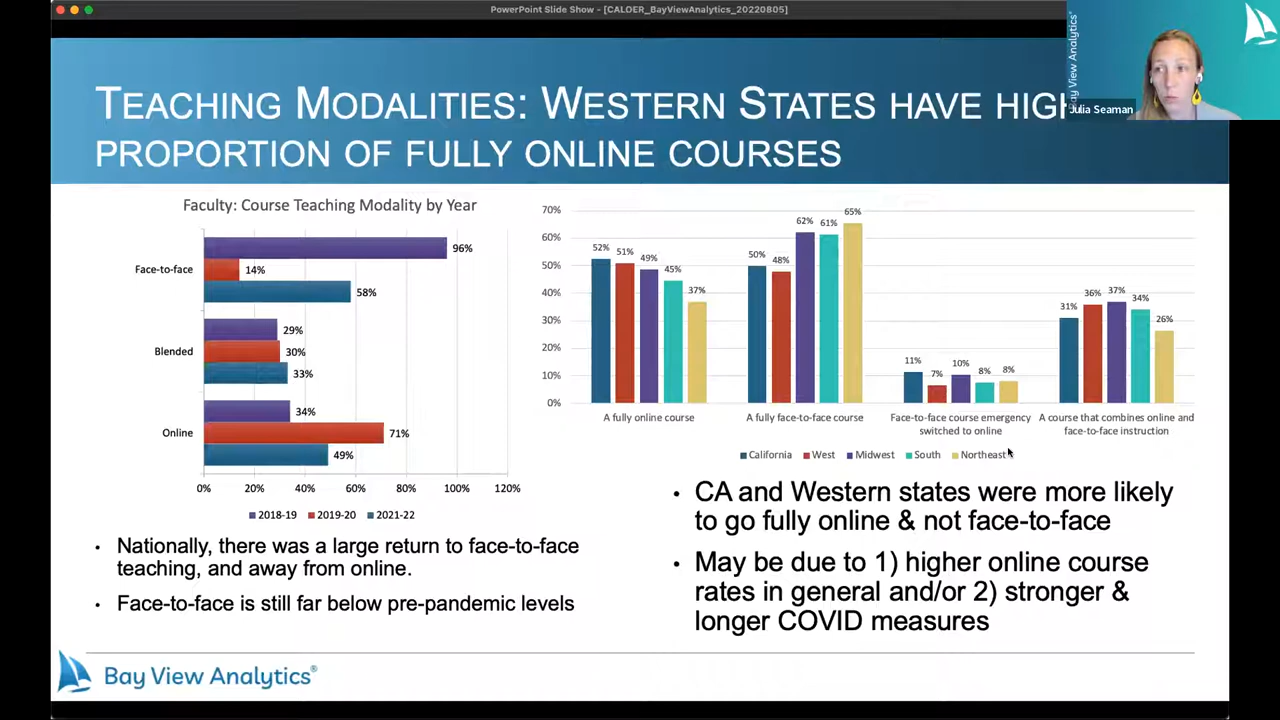 PowerPoint Slide Show - [CALDER_BayViewAnalytics_20220805]
Bay View Analytics®
Julia Seaman
TEACHING MODALITIES: WESTERN STATES HAVE HIGH
PROPORTION OF FULLY ONLINE COURSES
Faculty: Course Teaching Modality by Year
Face-to-face
96%
14%
58%
Blended
29%
30%
33%
Online
34%
71%
49%
0% 20% 40% 60% 80% 100% 120%
2018-19 2019-20 2021-22
Nationally, there was a large return to face-to-face
teaching, and away from online.
Face-to-face is still far below pre-pandemic levels
70%
60%
50%
40%
30%
20%
10%
0%
52% 51% 49% 45% 37%
50% 48% 62% 61% 65%
11% 7% 10% 8% 8%
31% 36% 37% 34% 26%
A fully online course
A fully face-to-face course
Face-to-face course emergency
switched to online
A course that combines online and
face-to-face instruction
California West Midwest South Northeast
CA and Western states were more likely
to go fully online & not face-to-face
May be due to 1) higher online course
rates in general and/or 2) stronger &
longer COVID measures
Bay View Analytics®